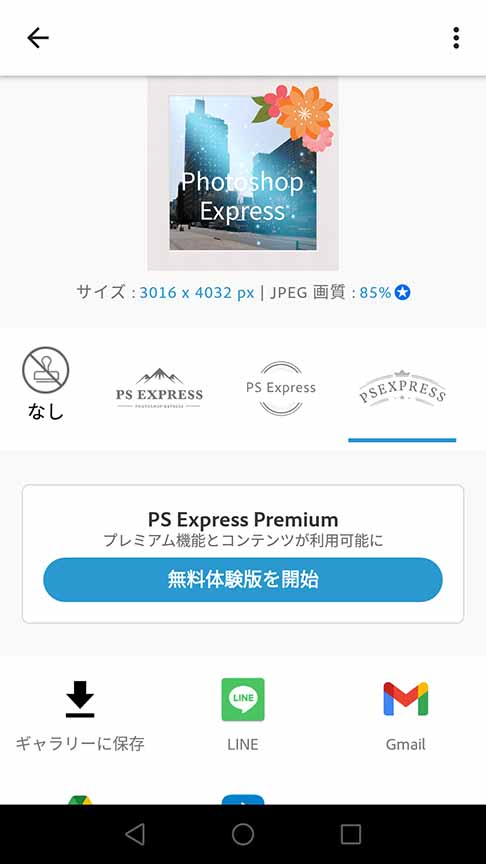 Photoshop
Express
サイズ : 3016 x 4032 px | JPEG 画質 : 85%
なし
PS EXPRESS
PHOTOSHOP EXPRESS
PS Express
PSEXPRESS
PS Express Premium
プレミアム機能とコンテンツが利用可能に
無料体験版を開始
ギャラリーに保存
LINE
LINE
Gmail